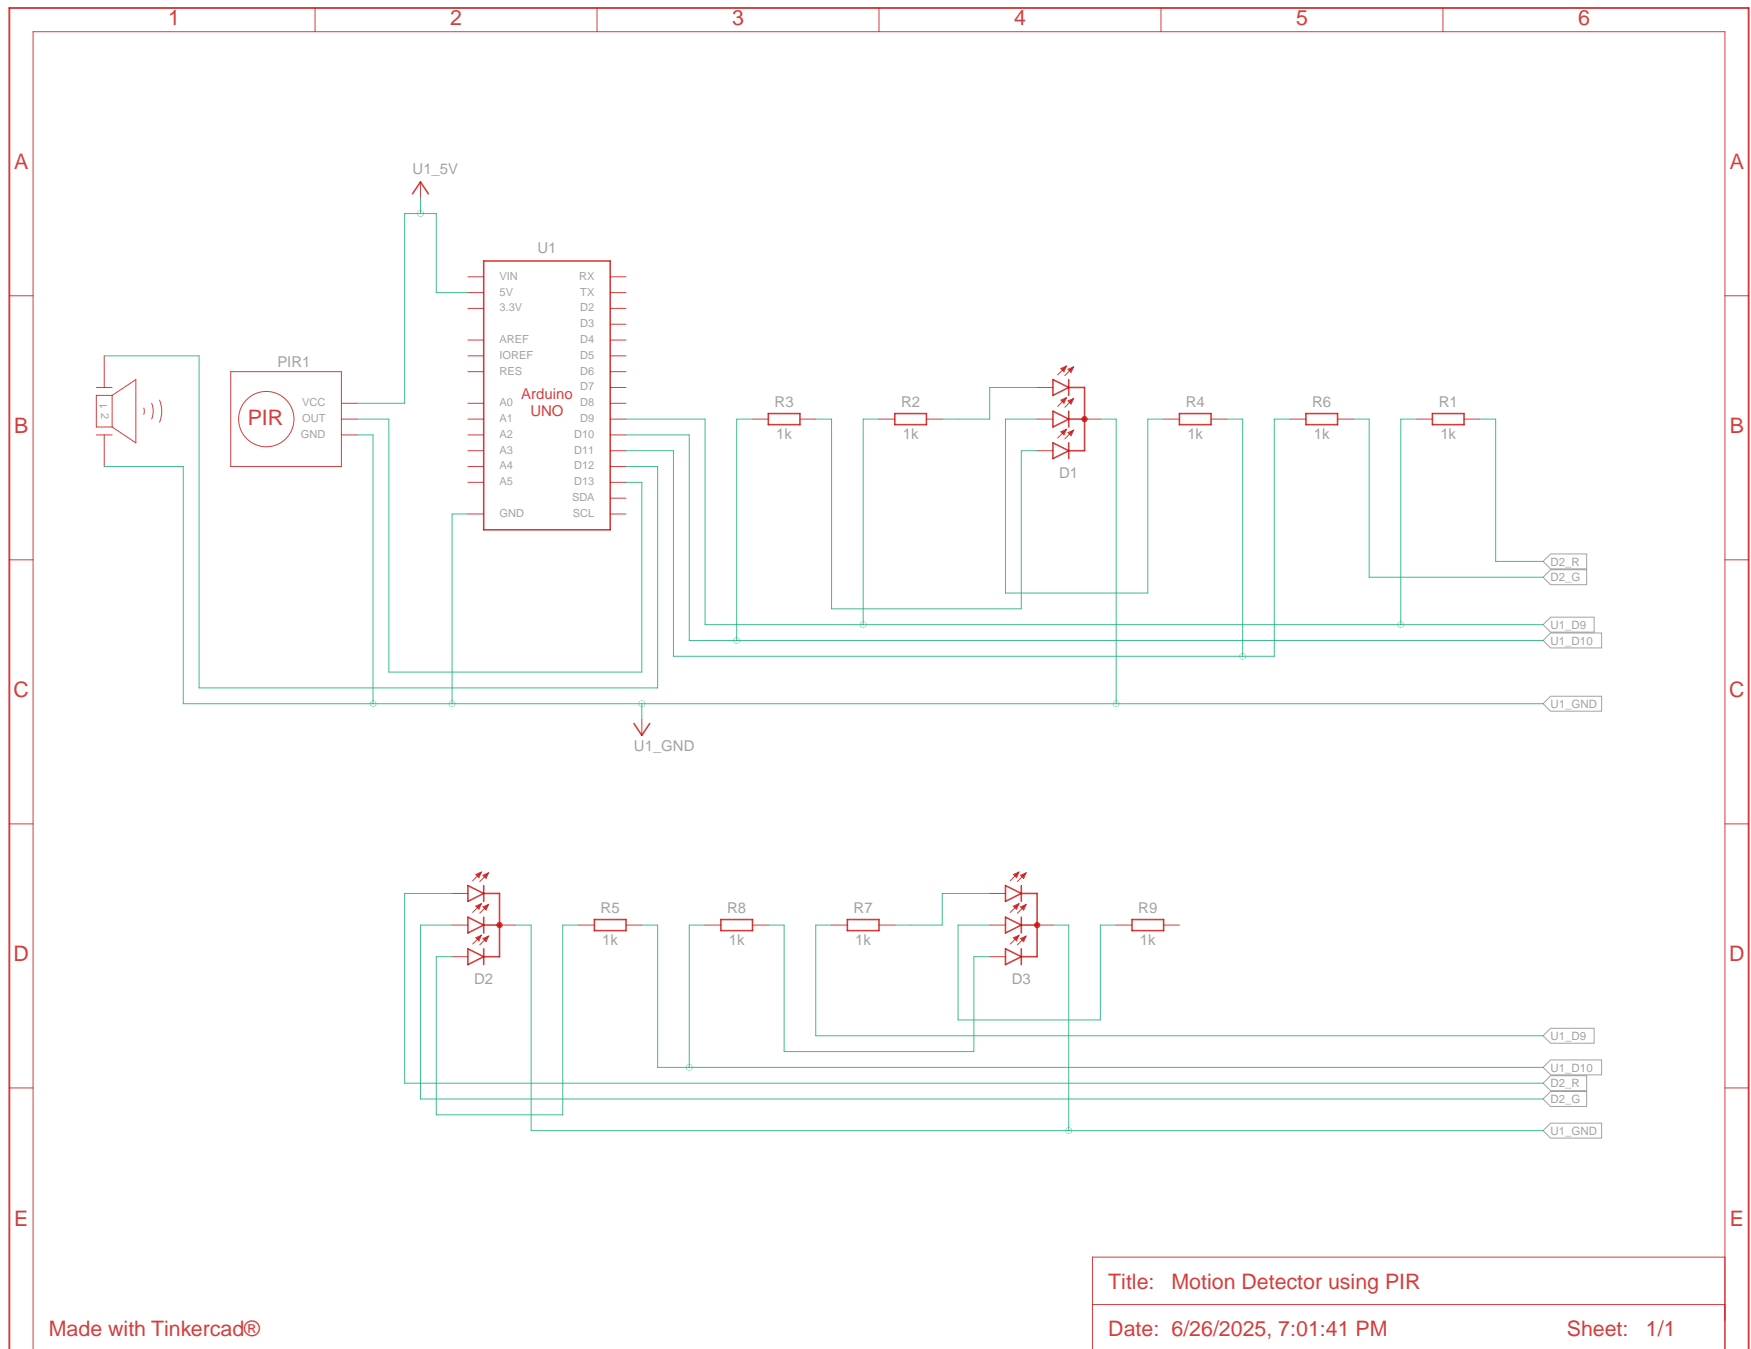 1 2 3 4 5 6
A A
U1_5V
U1
VIN RX
5V TX
3.3V D2
D3
AREF D4
IOREF D5
RES D6
D7
A0 D8
A1 D9
A2 D10
A3 D11
A4 D12
A5 D13
SDA
GND SCL
Arduino
UNO
PIR1
PIR
VCC
OUT
GND
1 2
B B
R3 R2 R4 R6 R1
1k 1k 1k 1k 1k
D1
D2_R
D2_G
U1_D9
U1_D10
C C
U1_GND
U1_GND
R5 R8 R7 R9
1k 1k 1k 1k
D D
D2 D3
U1_D9
U1_D10
D2_R
D2_G
U1_GND
E E
Title: Motion Detector using PIR
Made with Tinkercad®
Date: 6/26/2025, 7:01:41 PM Sheet: 1/1